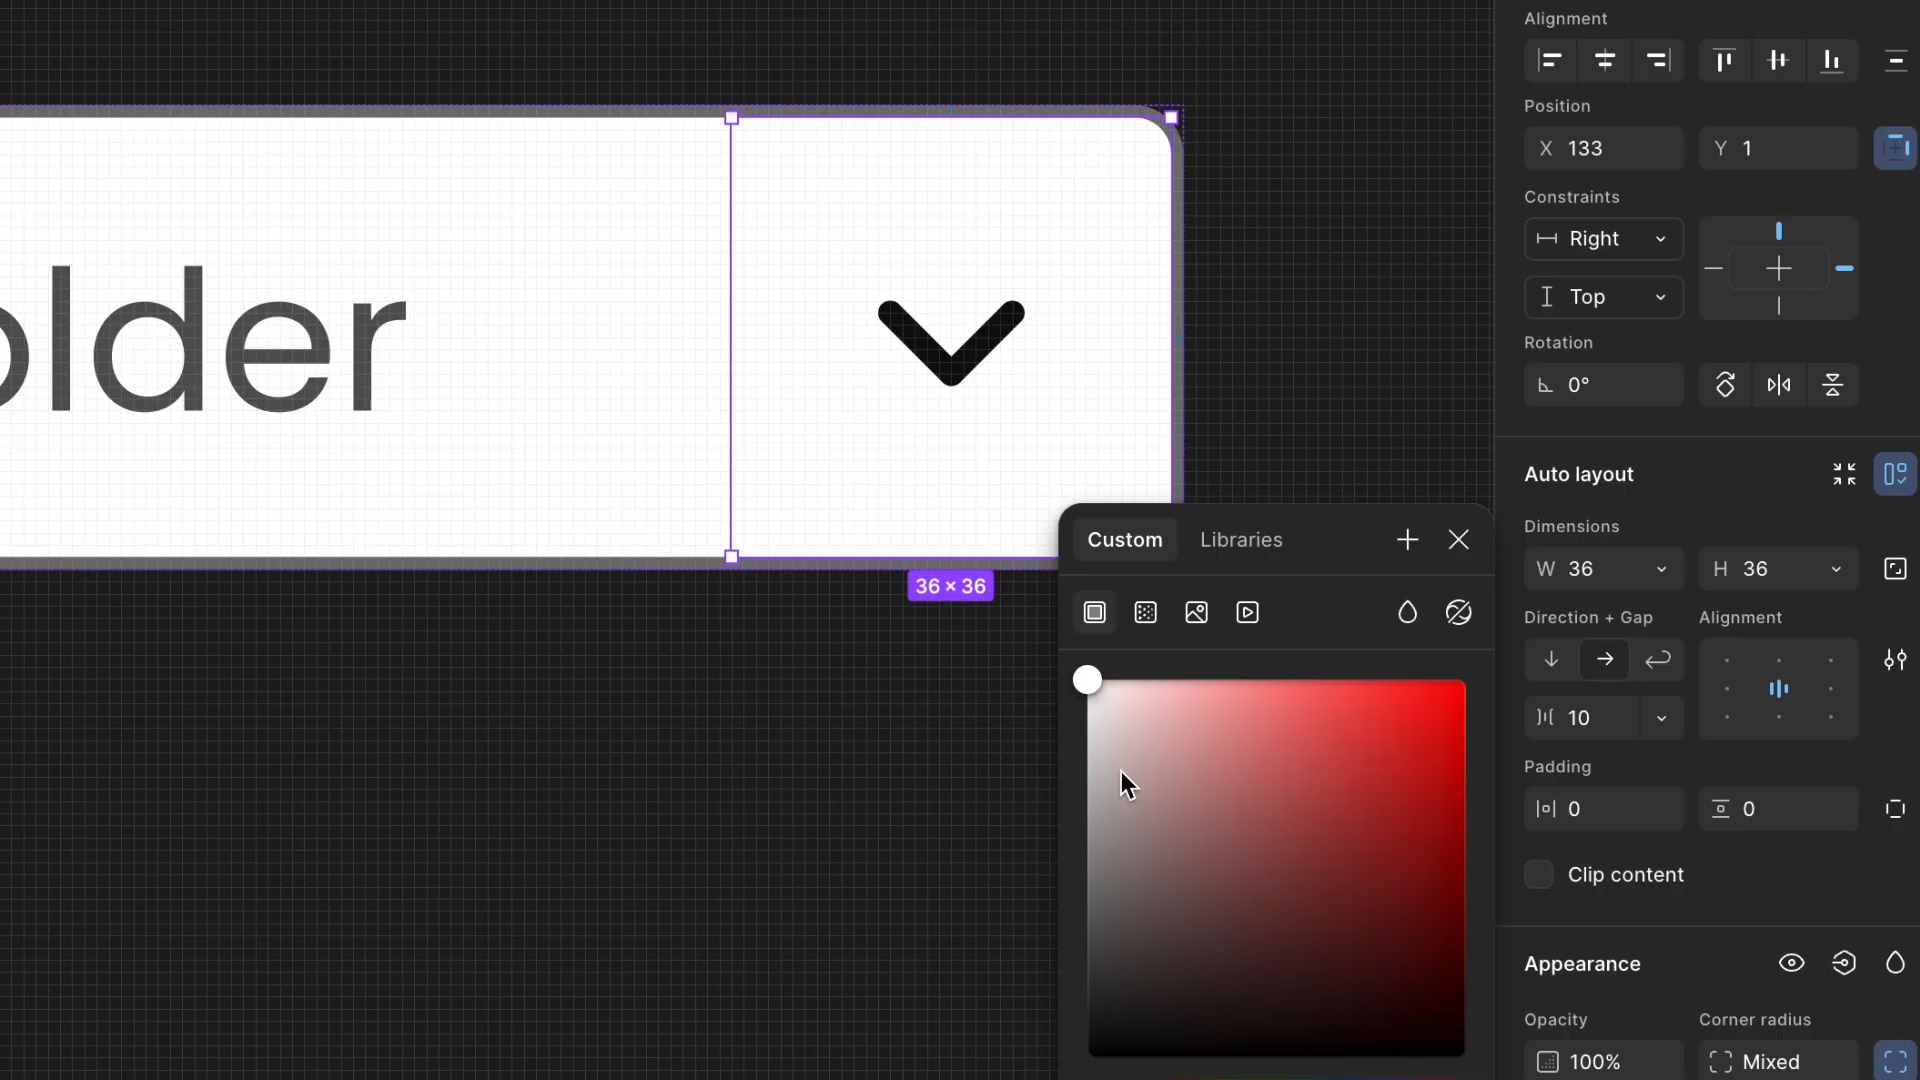 older
36 × 36
Custom
Libraries
Alignment
Position
X 133
Y 1
Constraints
Right
Top
Rotation
0°
Auto layout
Dimensions
W 36
H 36
Direction + Gap
Alignment
10
Padding
0
0
Clip content
Appearance
Opacity
Corner radius
100%
Mixed